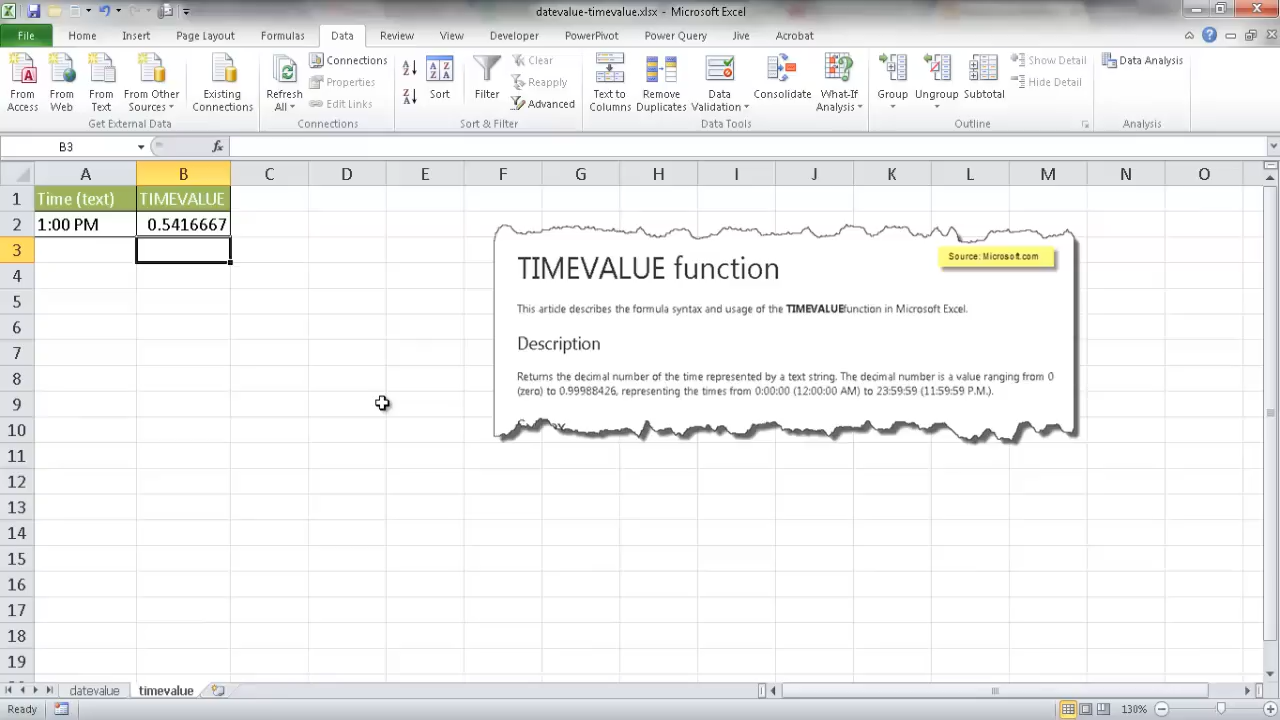 datevalue-timevalue.xlsx - Microsoft Excel
File Home Insert Page Layout Formulas Data Review View Developer PowerPivot Power Query Jive Acrobat
From Access
From Web
From Text
From Other Sources
Existing Connections
Get External Data
Refresh All
Connections
Properties
Edit Links
Connections
Sort
Filter
Clear
Reapply
Advanced
Sort & Filter
Text to Columns
Remove Duplicates
Data Validation
Consolidate
What-If Analysis
Data Tools
Group
Ungroup
Subtotal
Show Detail
Hide Detail
Outline
Data Analysis
Analysis
B3 fx
A B C D E F G H I J K L M N O
1 Time (text) TIMEVALUE
2 1:00 PM 0.5416667
3
4
5
6
7
8
9
10
11
12
13
14
15
16
17
18
19
Source: Microsoft.com
TIMEVALUE function
This article describes the formula syntax and usage of the TIMEVALUEfunction in Microsoft Excel.
Description
Returns the decimal number of the time represented by a text string. The decimal number is a value ranging from 0
(zero) to 0.99988426, representing the times from 0:00:00 (12:00:00 AM) to 23:59:59 (11:59:59 P.M.).
datevalue timevalue
Ready 130%